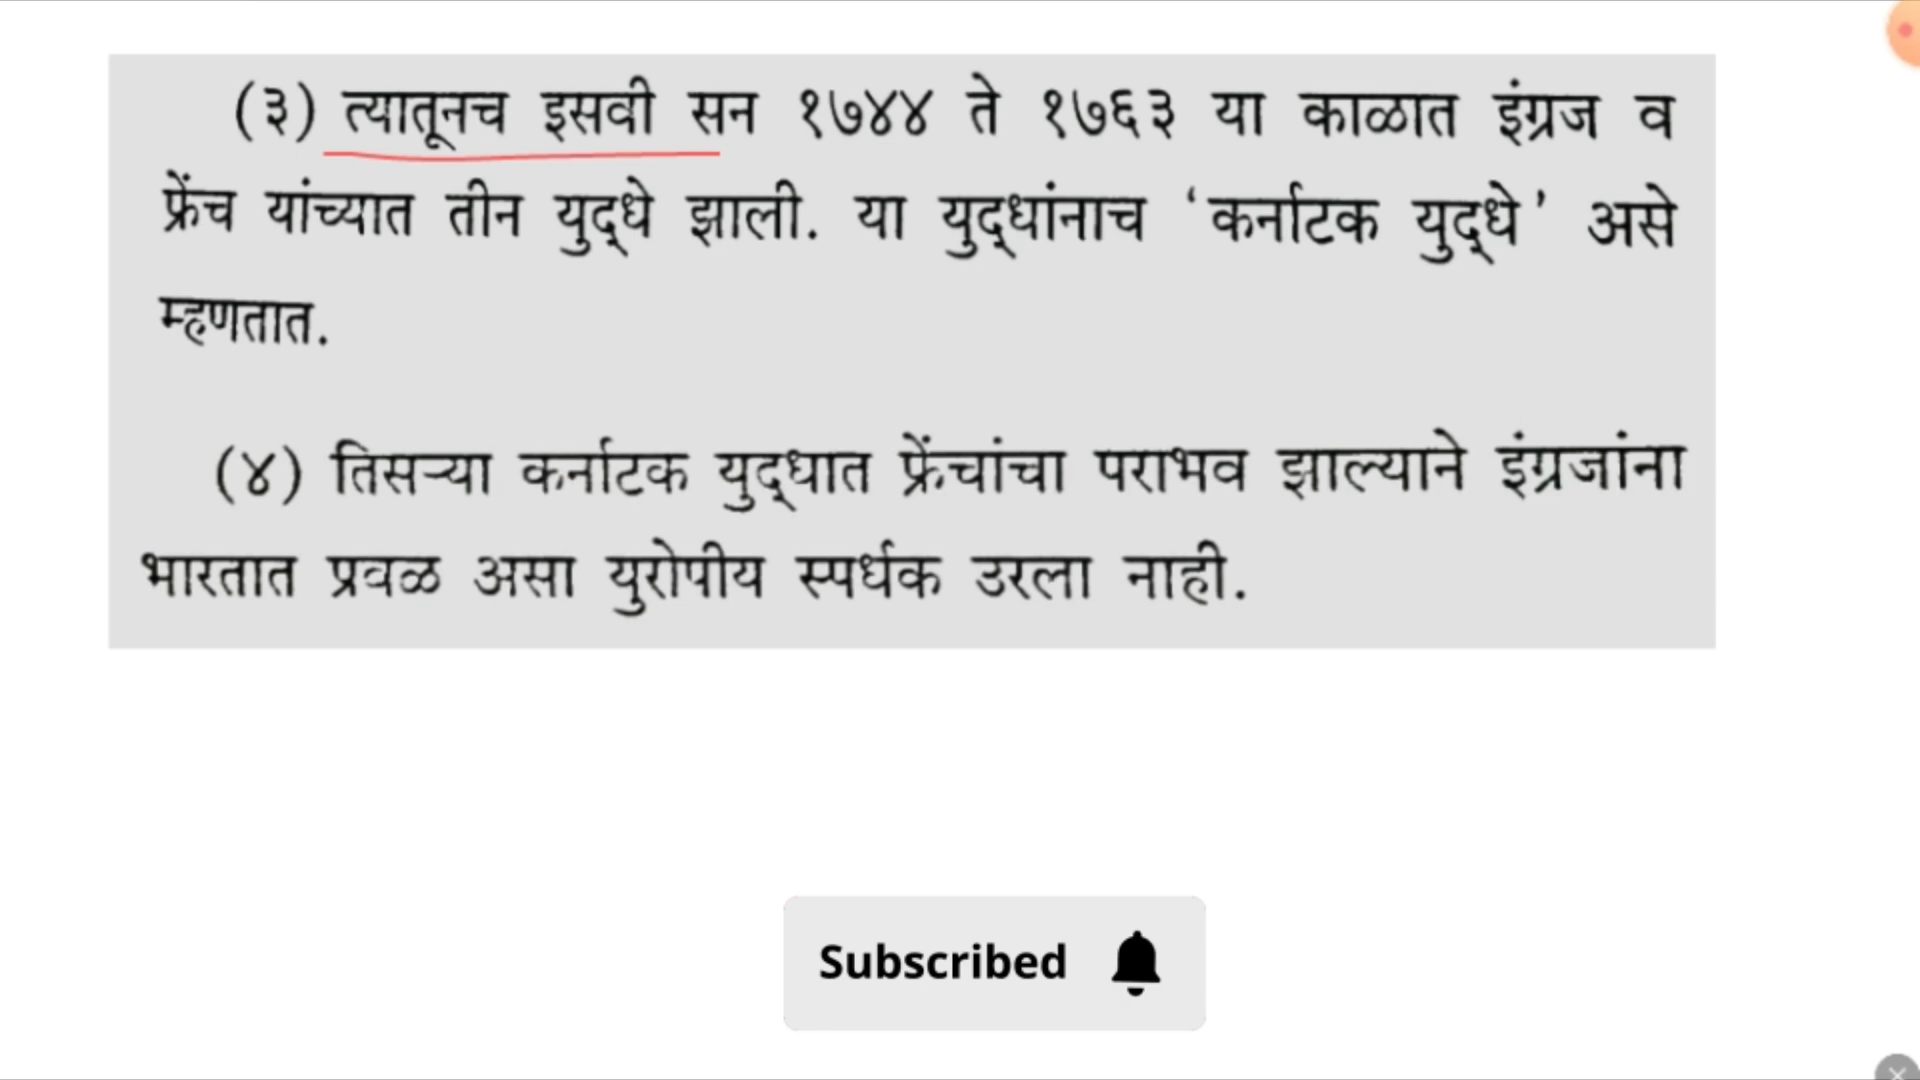 (३) त्यातूनच इसवी सन १७४४ ते १७६३ या काळात इंग्रज व
फ्रेंच यांच्यात तीन युद्धे झाली. या युद्धांनाच ‘कर्नाटक युद्धे’ असे
म्हणतात.
(४) तिसऱ्या कर्नाटक युद्धात फ्रेंचांचा पराभव झाल्याने इंग्रजांना
भारतात प्रवळ असा युरोपीय स्पर्धक उरला नाही.
Subscribed